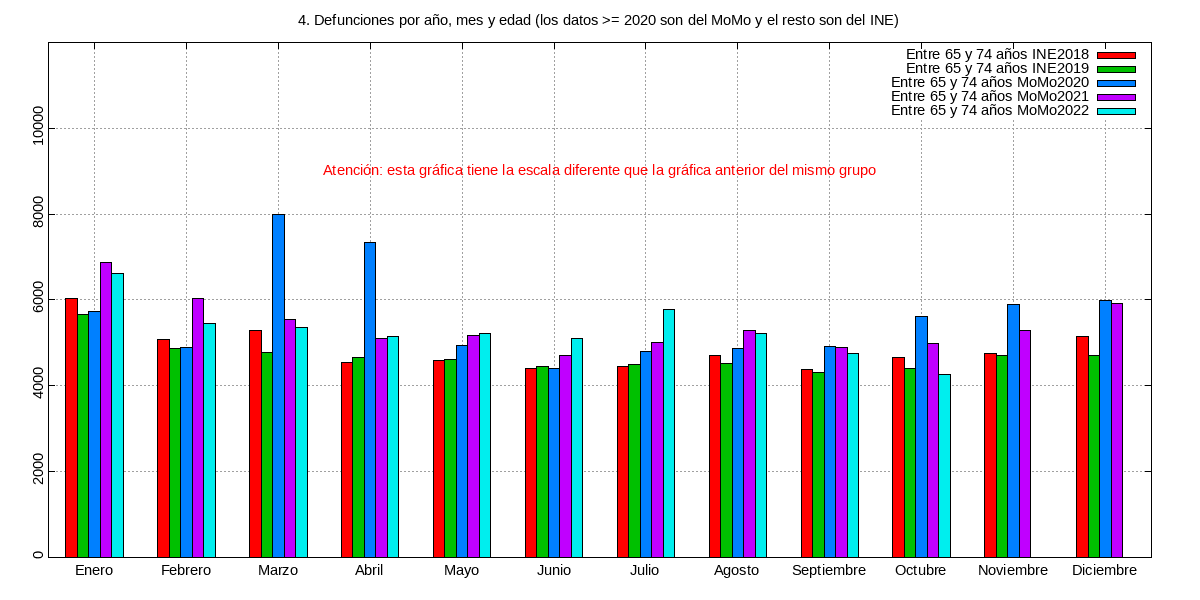 4. Defunciones por año, mes y edad (los datos >= 2020 son del MoMo y el resto son del INE)
Entre 65 y 74 años INE2018
Entre 65 y 74 años INE2019
Entre 65 y 74 años MoMo2020
Entre 65 y 74 años MoMo2021
Entre 65 y 74 años MoMo2022
Atención: esta gráfica tiene la escala diferente que la gráfica anterior del mismo grupo
10000
8000
6000
4000
2000
0
Enero Febrero Marzo Abril Mayo Junio Julio Agosto Septiembre Octubre Noviembre Diciembre